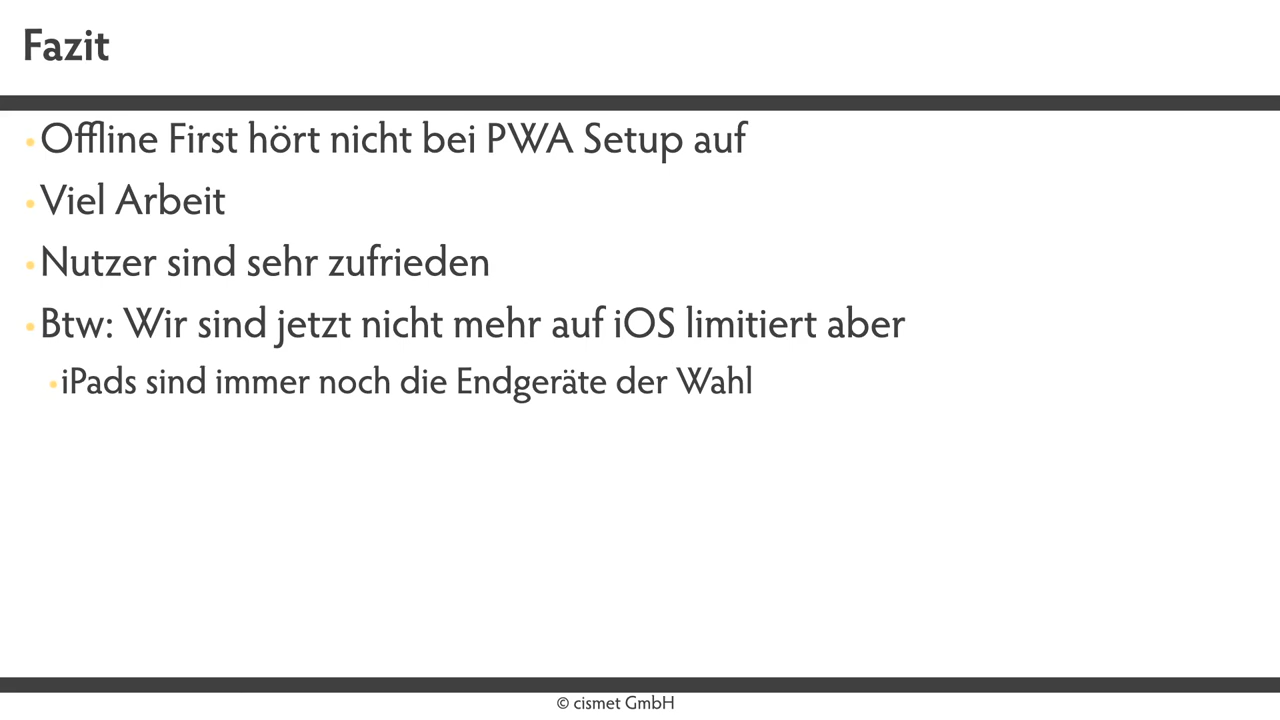 Fazit
• Offline First hört nicht bei PWA Setup auf
• Viel Arbeit
• Nutzer sind sehr zufrieden
• Btw: Wir sind jetzt nicht mehr auf iOS limitiert aber
• iPads sind immer noch die Endgeräte der Wahl
© cismet GmbH